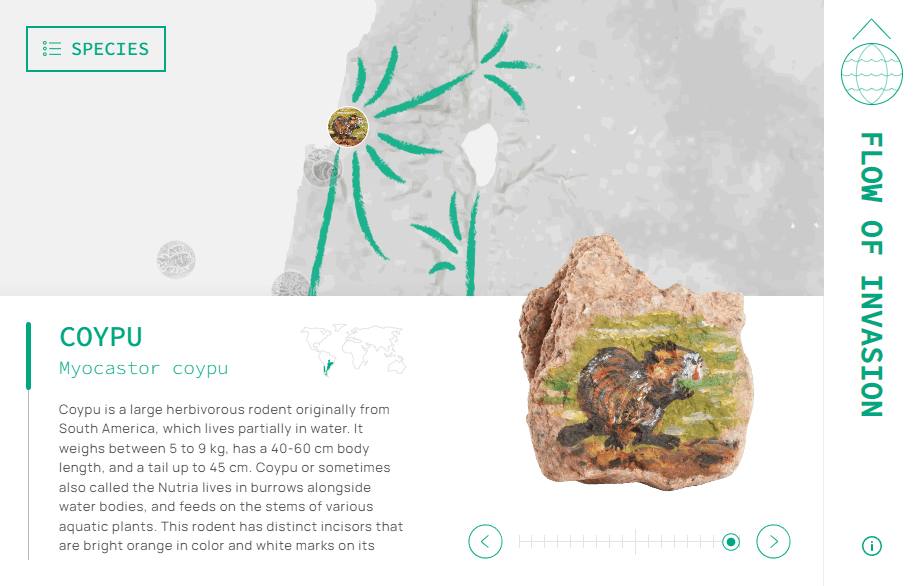 SPECIES
FLOW OF INVASION
COYPU
Myocastor coypu
Coypu is a large herbivorous rodent originally from
South America, which lives partially in water. It
weighs between 5 to 9 kg, has a 40-60 cm body
length, and a tail up to 45 cm. Coypu or sometimes
also called the Nutria lives in burrows alongside
water bodies, and feeds on the stems of various
aquatic plants. This rodent has distinct incisors that
are bright orange in color and white marks on its